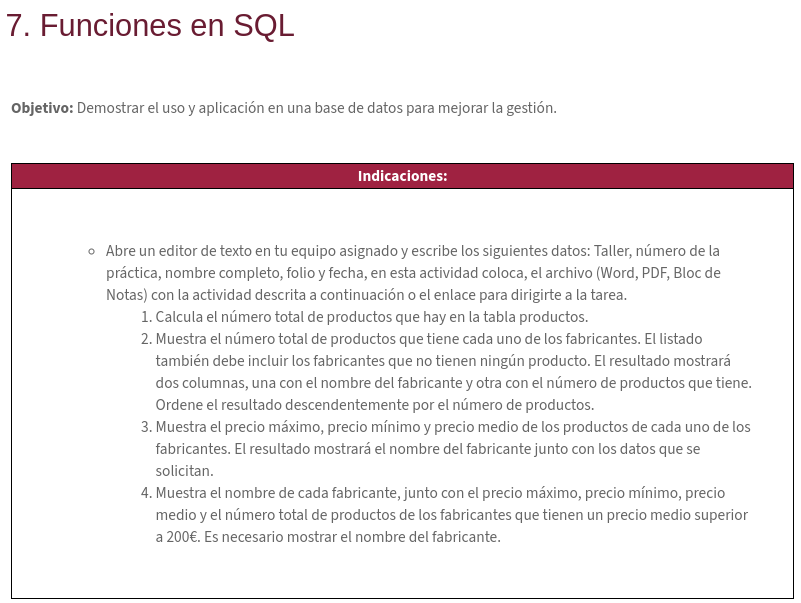 7. Funciones en SQL
Objetivo: Demostrar el uso y aplicación en una base de datos para mejorar la gestión.
Indicaciones:
Abre un editor de texto en tu equipo asignado y escribe los siguientes datos: Taller, número de la
práctica, nombre completo, folio y fecha, en esta actividad coloca, el archivo (Word, PDF, Bloc de
Notas) con la actividad descrita a continuación o el enlace para dirigirte a la tarea.
1. Calcula el número total de productos que hay en la tabla productos.
2. Muestra el número total de productos que tiene cada uno de los fabricantes. El listado
también debe incluir los fabricantes que no tienen ningún producto. El resultado mostrará
dos columnas, una con el nombre del fabricante y otra con el número de productos que tiene.
Ordene el resultado descendentemente por el número de productos.
3. Muestra el precio máximo, precio mínimo y precio medio de los productos de cada uno de los
fabricantes. El resultado mostrará el nombre del fabricante junto con los datos que se
solicitan.
4. Muestra el nombre de cada fabricante, junto con el precio máximo, precio mínimo, precio
medio y el número total de productos de los fabricantes que tienen un precio medio superior
a 200€. Es necesario mostrar el nombre del fabricante.